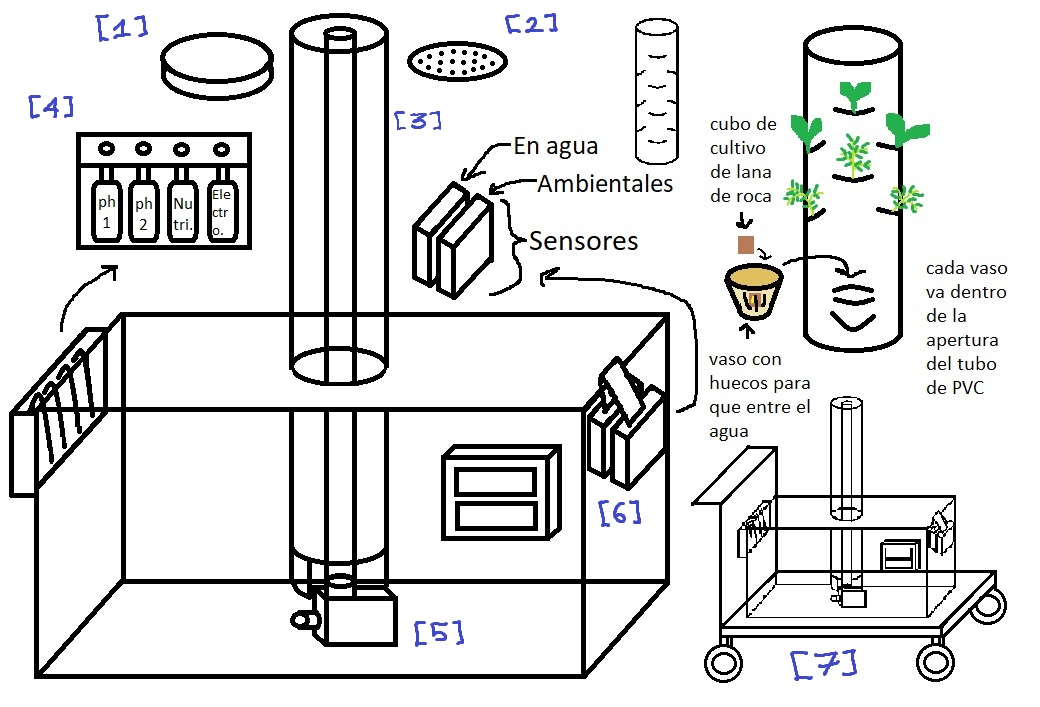 [1]
[2]
[3]
[4]
ph
1
ph
2
Nu
tri.
Ele
ctr
o.
En agua
Ambientales
Sensores
cubo de
cultivo
de lana
de roca
vaso con
huecos para
que entre el
agua
cada vaso
va dentro
de la
apertura
del tubo
de PVC
[5]
[6]
[7]